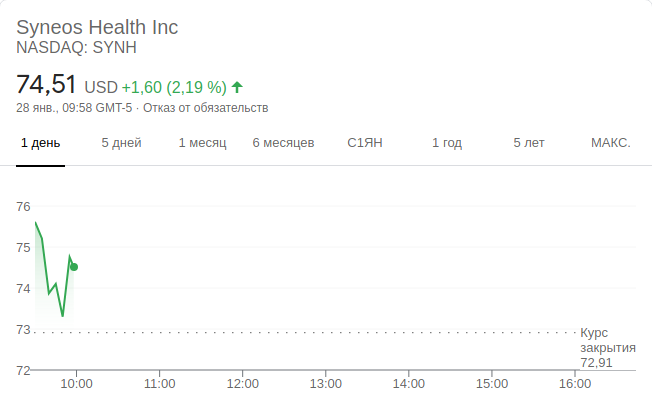 Syneos Health Inc
NASDAQ: SYNH
74,51 USD +1,60 (2,19 %)
28 янв., 09:58 GMT-5 · Отказ от обязательств
1 день 5 дней 1 месяц 6 месяцев С1ЯН 1 год 5 лет МАКС.
76
75
74
73
Курс
закрытия
72,91
72
10:00 11:00 12:00 13:00 14:00 15:00 16:00